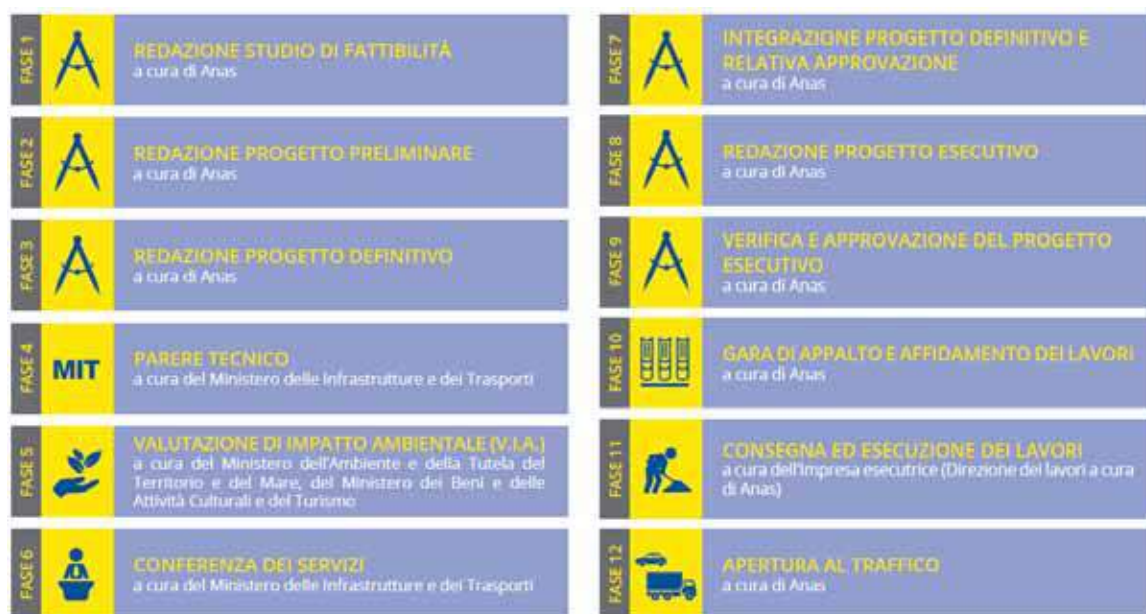 FASE 1
REDAZIONE STUDIO DI FATTIBILITÀ
a cura di Anas
FASE 2
REDAZIONE PROGETTO PRELIMINARE
a cura di Anas
FASE 3
REDAZIONE PROGETTO DEFINITIVO
a cura di Anas
FASE 4
MIT
PARERE TECNICO
a cura del Ministero delle Infrastrutture e dei Trasporti
FASE 5
VALUTAZIONE DI IMPATTO AMBIENTALE (V.I.A.)
a cura del Ministero dell'Ambiente e della Tutela del
Territorio e del Mare, del Ministero dei Beni e delle
Attività Culturali e del Turismo
FASE 6
CONFERENZA DEI SERVIZI
a cura del Ministero delle Infrastrutture e dei Trasporti
FASE 7
INTEGRAZIONE PROGETTO DEFINITIVO E
RELATIVA APPROVAZIONE
a cura di Anas
FASE 8
REDAZIONE PROGETTO ESECUTIVO
a cura di Anas
FASE 9
VERIFICA E APPROVAZIONE DEL PROGETTO
ESECUTIVO
a cura di Anas
FASE 10
GARA DI APPALTO E AFFIDAMENTO DEI LAVORI
a cura di Anas
FASE 11
CONSEGNA ED ESECUZIONE DEI LAVORI
a cura dell'Impresa esecutrice (Direzione dei lavori a cura
di Anas)
FASE 12
APERTURA AL TRAFFICO
a cura di Anas